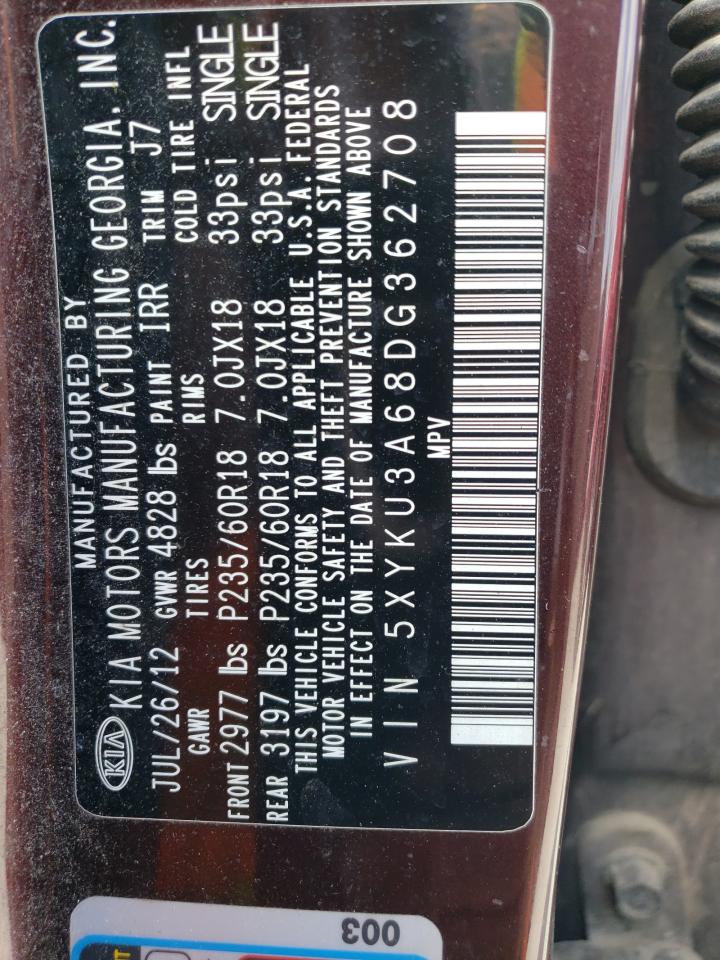 MANUFACTURED BY
KIA KIA MOTORS MANUFACTURING GEORGIA, INC.
JUL/26/12 GVWR 4828 lbs PAINT IRR TRIM J7
GAWR TIRES RIMS COLD TIRE INFL
FRONT 2977 lbs P235/60R18 7.0JX18 33psi SINGLE
REAR 3197 lbs P235/60R18 7.0JX18 33psi SINGLE
THIS VEHICLE CONFORMS TO ALL APPLICABLE U.S.A. FEDERAL
MOTOR VEHICLE SAFETY AND THEFT PREVENTION STANDARDS
IN EFFECT ON THE DATE OF MANUFACTURE SHOWN ABOVE
VIN 5XYKU3A68DG362708
MPV
003